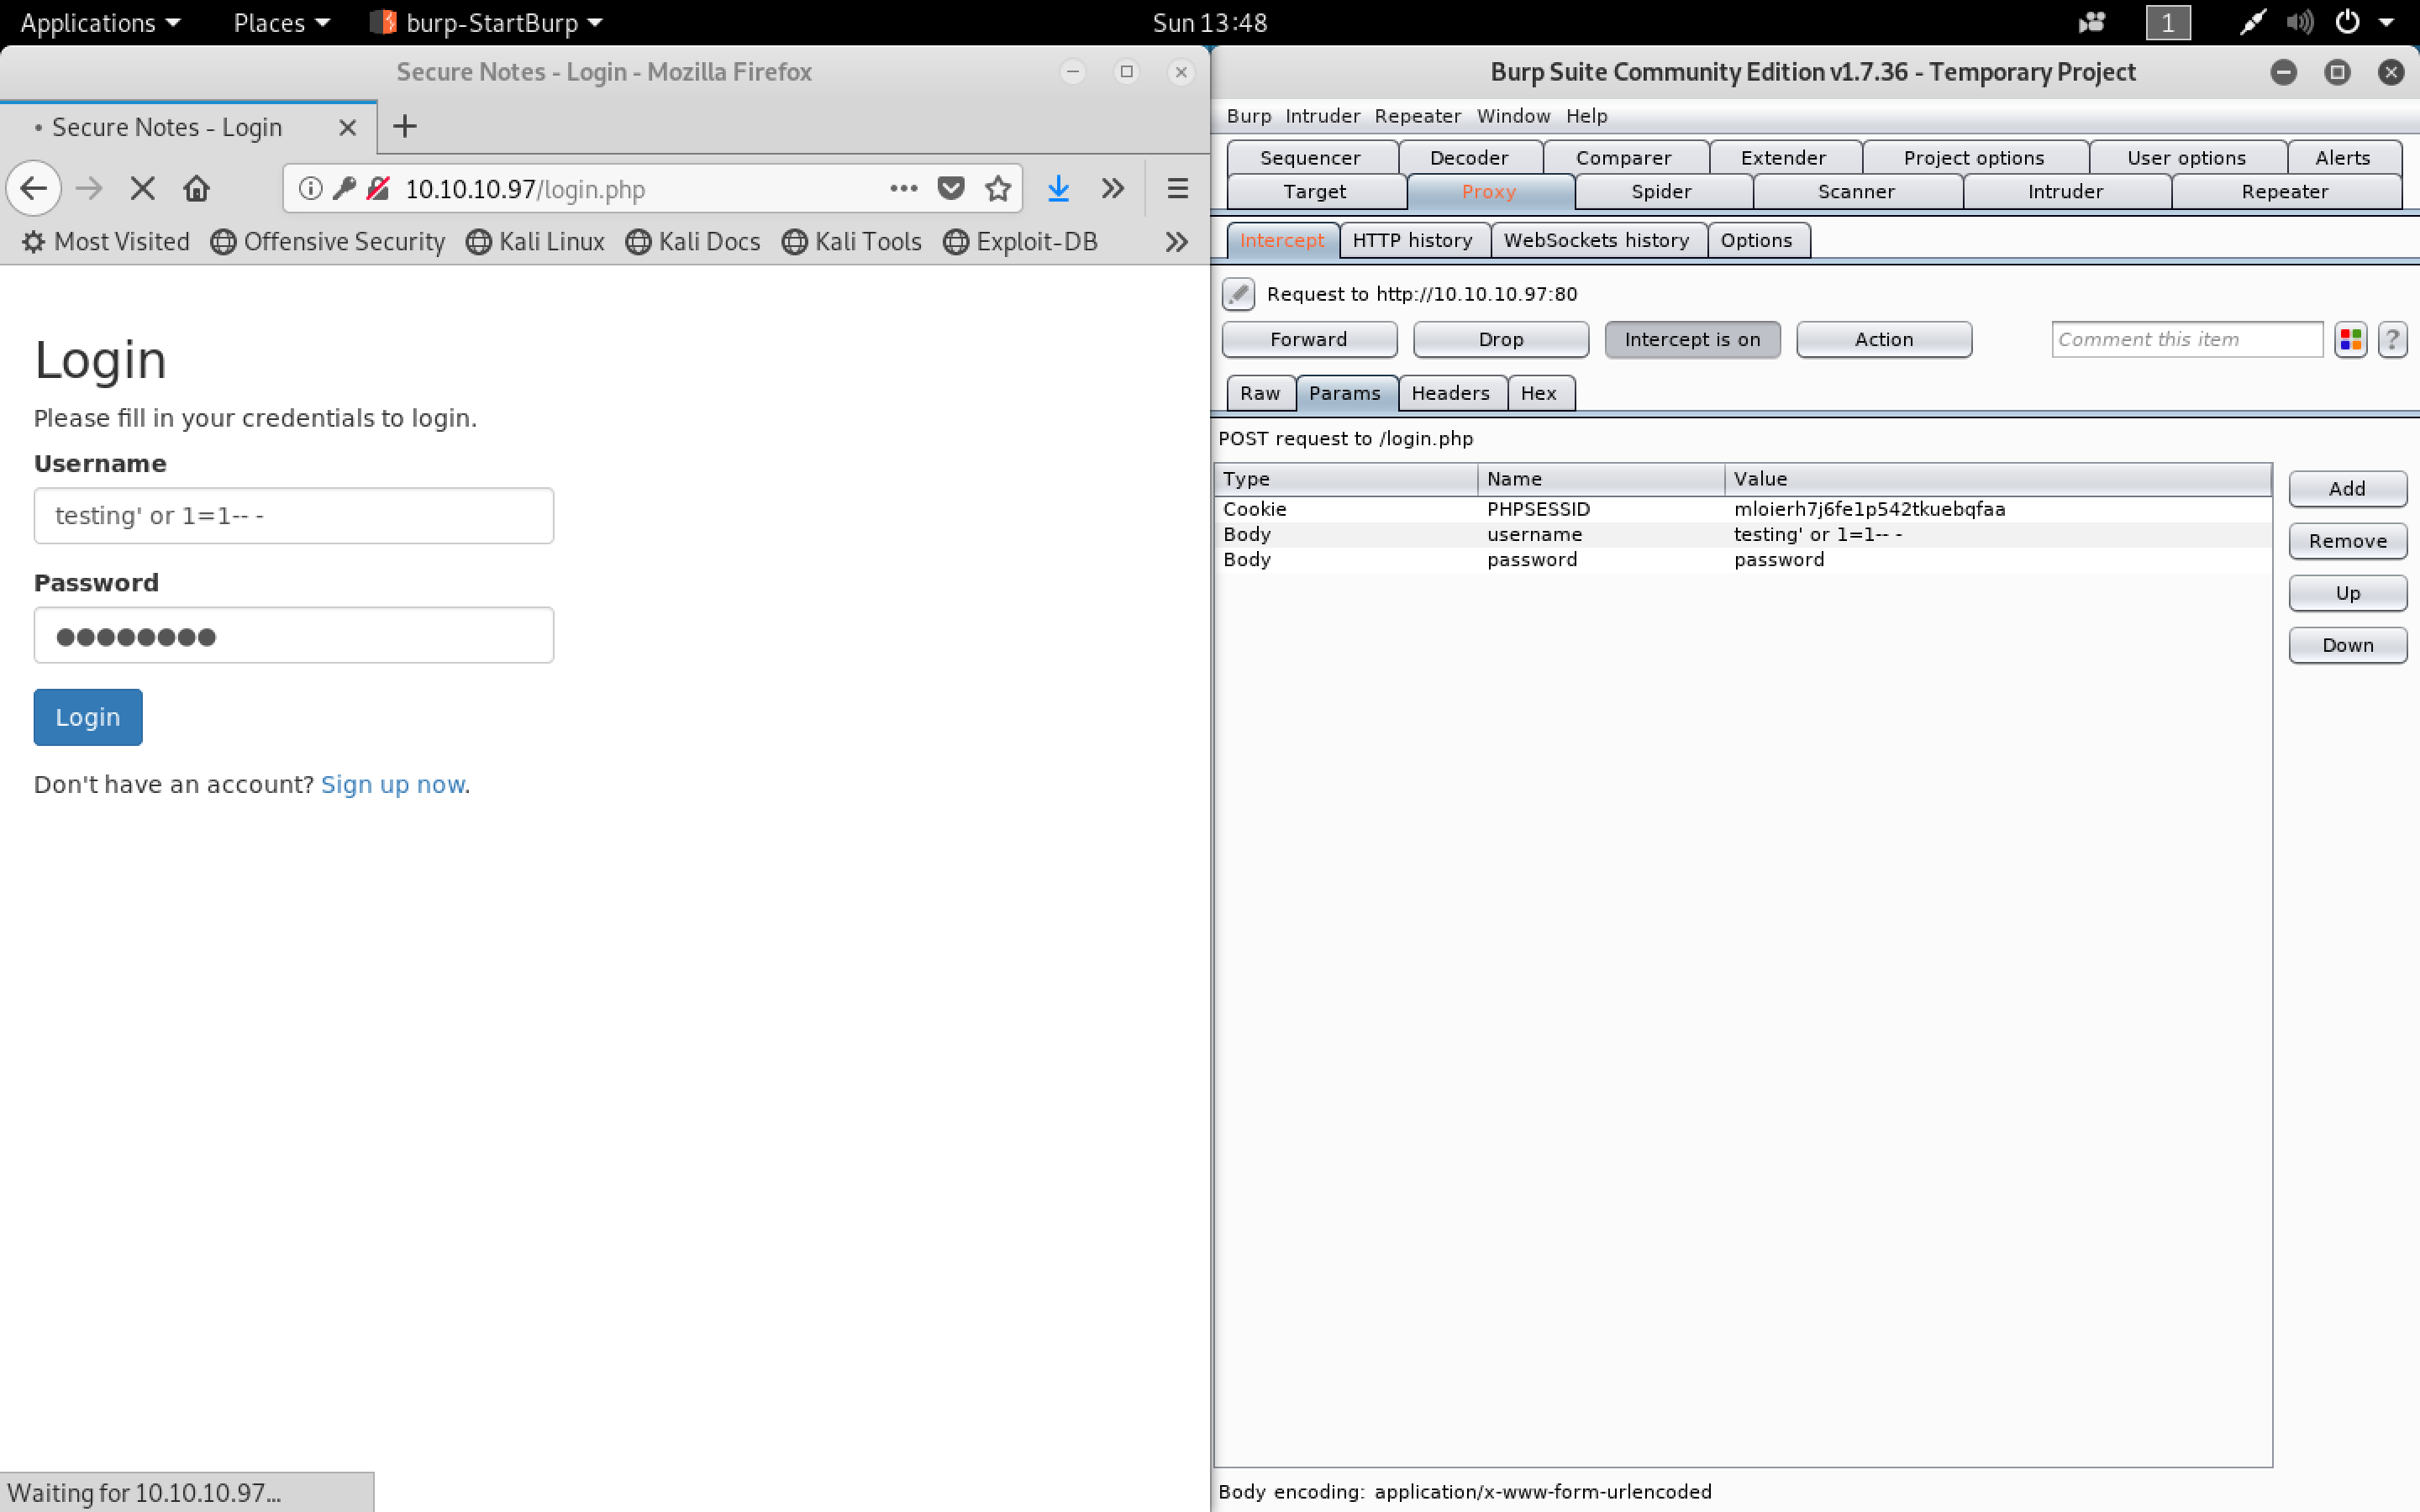 Applications Places burp-StartBurp Sun 13:48 1
Secure Notes - Login - Mozilla Firefox
• Secure Notes - Login
10.10.10.97/login.php
Most Visited Offensive Security Kali Linux Kali Docs Kali Tools Exploit-DB
Login
Please fill in your credentials to login.
Username
testing' or 1=1-- -
Password
Login
Don't have an account? Sign up now.
Waiting for 10.10.10.97...
Burp Suite Community Edition v1.7.36 - Temporary Project
Burp Intruder Repeater Window Help
Sequencer Decoder Comparer Extender Project options User options Alerts
Target Proxy Spider Scanner Intruder Repeater
Intercept HTTP history WebSockets history Options
Request to http://10.10.10.97:80
Forward Drop Intercept is on Action Comment this item ?
Raw Params Headers Hex
POST request to /login.php
Type Name Value
Cookie PHPSESSID mloierh7j6fe1p542tkuebqfaa
Body username testing' or 1=1-- -
Body password password
Add
Remove
Up
Down
Body encoding: application/x-www-form-urlencoded